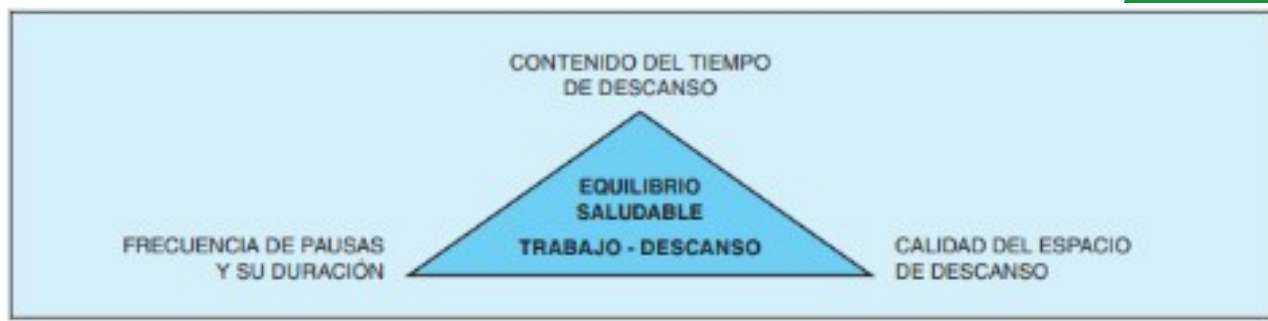 CONTENIDO DEL TIEMPO
DE DESCANSO
EQUILIBRIO
SALUDABLE
TRABAJO - DESCANSO
FRECUENCIA DE PAUSAS
Y SU DURACIÓN
CALIDAD DEL ESPACIO
DE DESCANSO